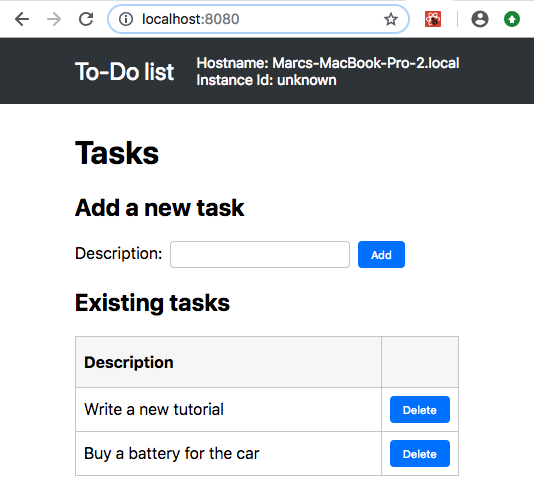 localhost:8080
To-Do list
Hostname: Marcs-MacBook-Pro-2.local
Instance Id: unknown
Tasks
Add a new task
Description:
Add
Existing tasks
Description
Write a new tutorial
Delete
Buy a battery for the car
Delete